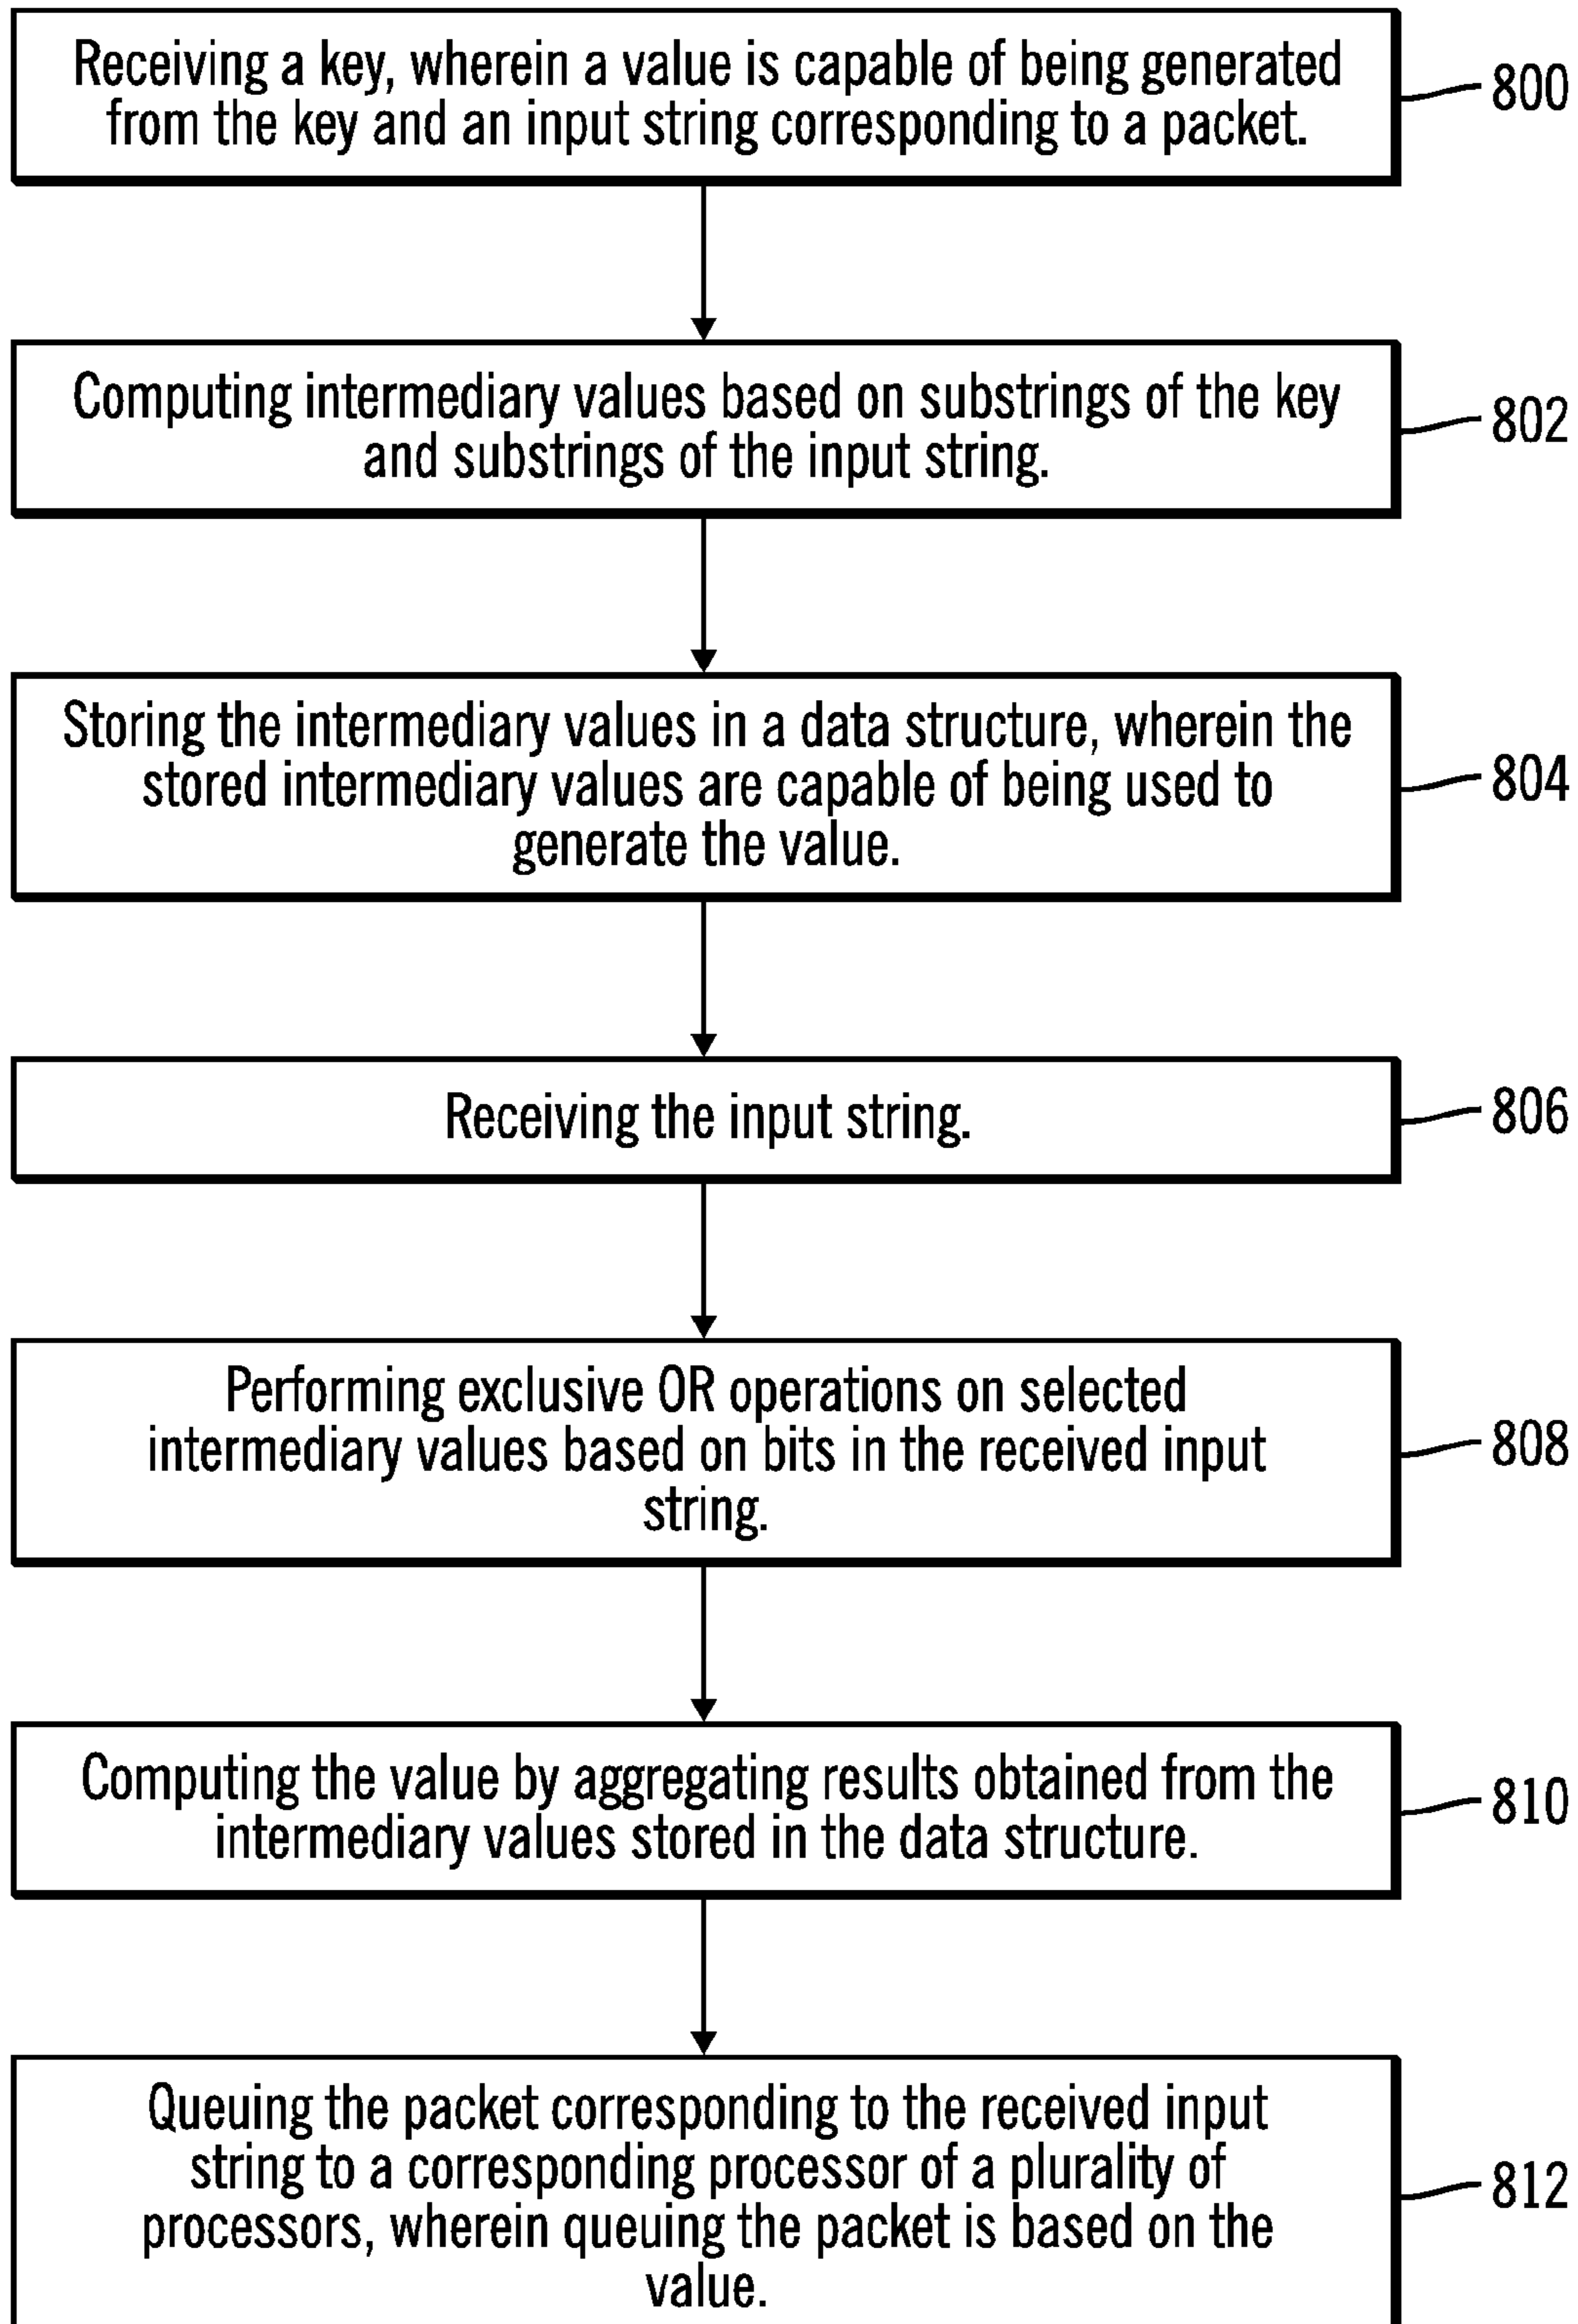 Receiving a key, wherein a value is capable of being generated
from the key and an input string corresponding to a packet.
800
Computing intermediary values based on substrings of the key
and substrings of the input string.
802
Storing the intermediary values in a data structure, wherein the
stored intermediary values are capable of being used to
generate the value.
804
Receiving the input string.
806
Performing exclusive OR operations on selected
intermediary values based on bits in the received input
string.
808
Computing the value by aggregating results obtained from the
intermediary values stored in the data structure.
810
Queuing the packet corresponding to the received input
string to a corresponding processor of a plurality of
processors, wherein queuing the packet is based on the
value.
812